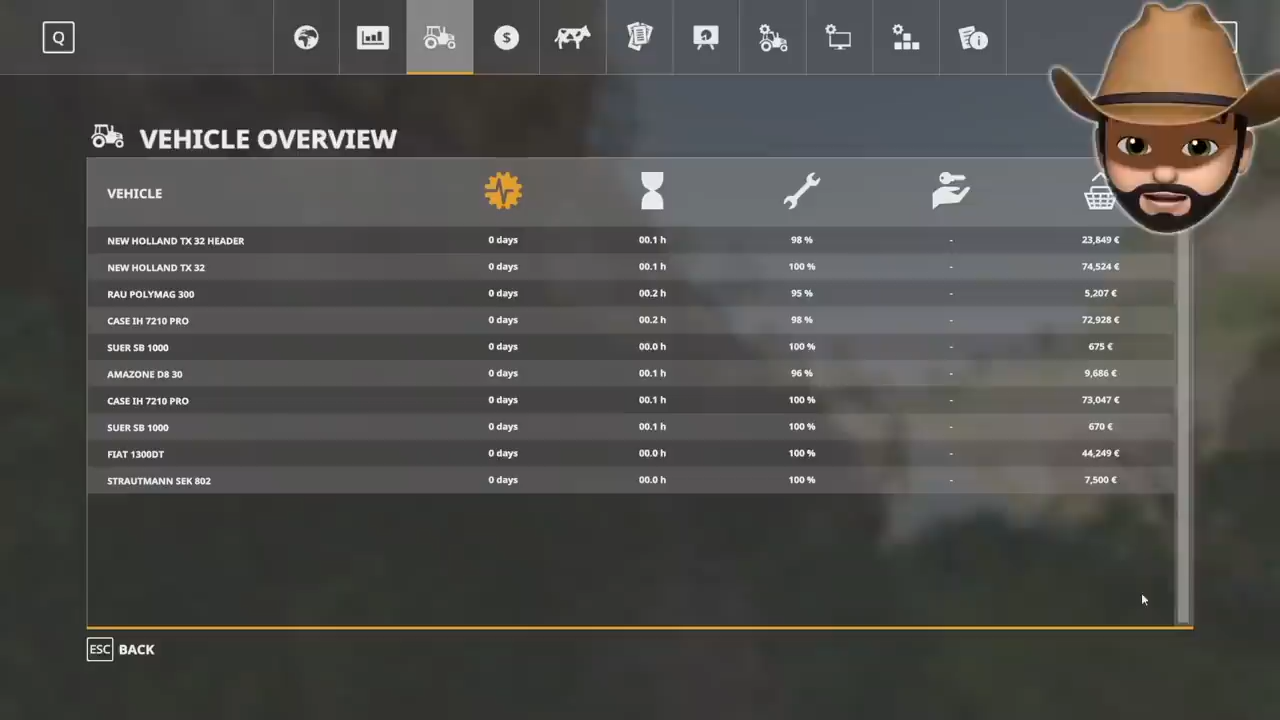 Q
VEHICLE OVERVIEW
VEHICLE
NEW HOLLAND TX 32 HEADER 0 days 00.1 h 98 % - 23,849 €
NEW HOLLAND TX 32 0 days 00.1 h 100 % - 74,524 €
RAU POLYMAG 300 0 days 00.2 h 95 % - 5,207 €
CASE IH 7210 PRO 0 days 00.2 h 98 % - 72,928 €
SUER SB 1000 0 days 00.0 h 100 % - 675 €
AMAZONE D8 30 0 days 00.1 h 96 % - 9,686 €
CASE IH 7210 PRO 0 days 00.1 h 100 % - 73,047 €
SUER SB 1000 0 days 00.1 h 100 % - 670 €
FIAT 1300DT 0 days 00.0 h 100 % - 44,249 €
STRAUTMANN SEK 802 0 days 00.0 h 100 % - 7,500 €
ESC BACK